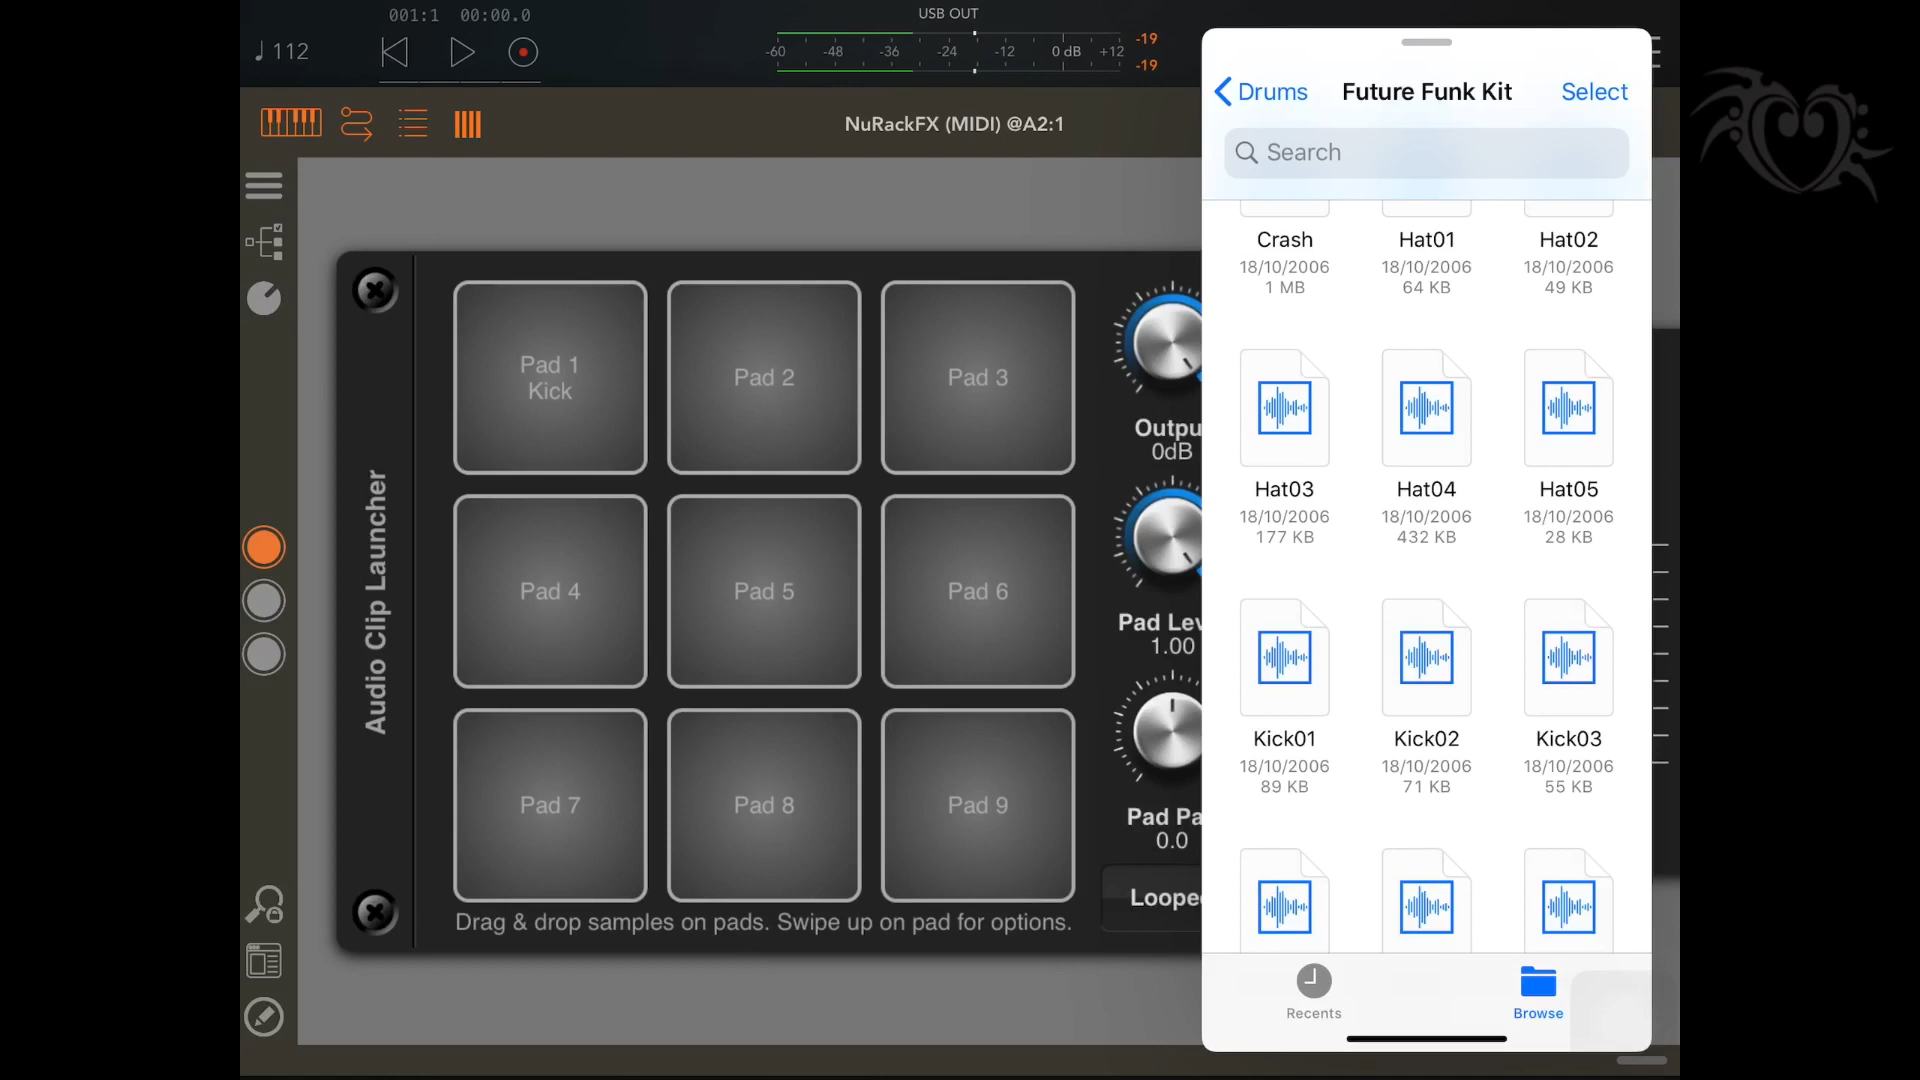 001:1 00:00.0
112
USB OUT
-60 -48 -36 -24 -12 0 dB +12
-19
-19
NuRackFX (MIDI) @A2:1
Audio Clip Launcher
Pad 1
Kick
Pad 2
Pad 3
Pad 4
Pad 5
Pad 6
Pad 7
Pad 8
Pad 9
Drag & drop samples on pads. Swipe up on pad for options.
Outpu
0dB
Pad Lev
1.00
Pad Pa
0.0
Looped
Drums
Future Funk Kit
Select
Search
Crash
18/10/2006
1 MB
Hat01
18/10/2006
64 KB
Hat02
18/10/2006
49 KB
Hat03
18/10/2006
177 KB
Hat04
18/10/2006
432 KB
Hat05
18/10/2006
28 KB
Kick01
18/10/2006
89 KB
Kick02
18/10/2006
71 KB
Kick03
18/10/2006
55 KB
Recents
Browse